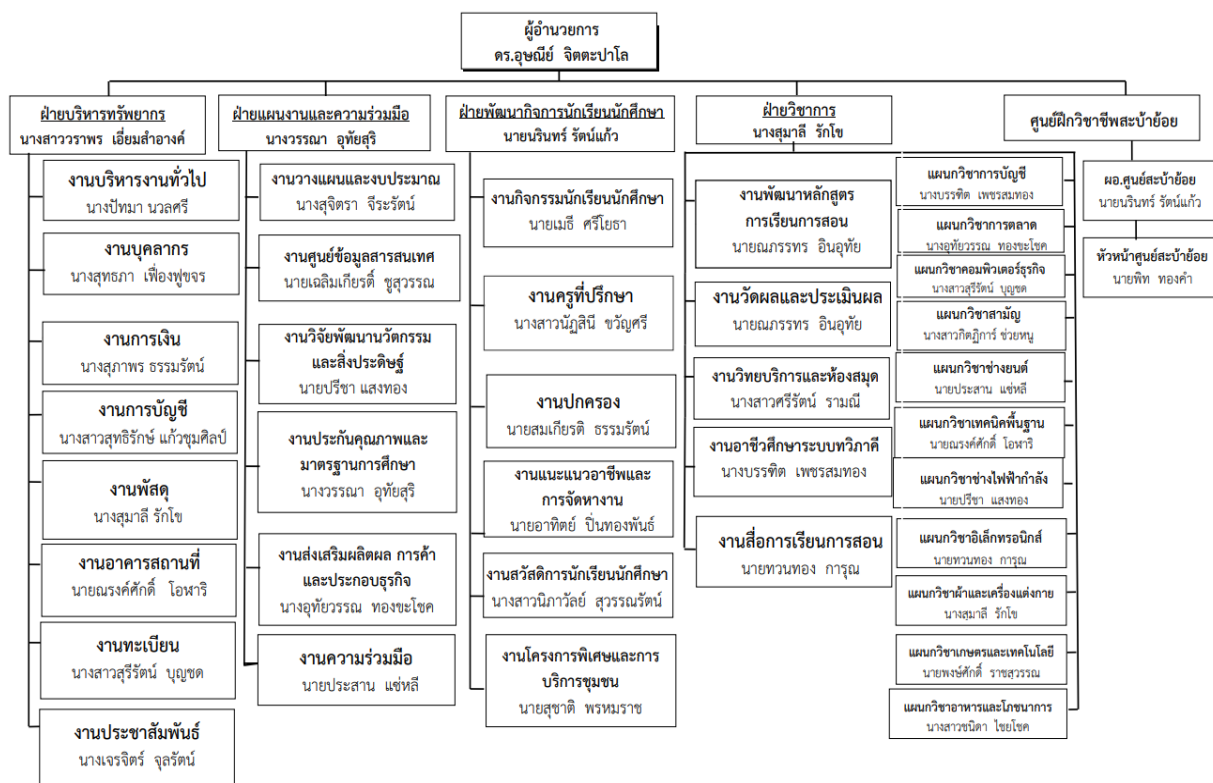 ผู้อำนวยการ
ดร.อุษณีย์ จิตตะปาโล
ฝ่ายบริหารทรัพยากร
นางสาววราพร เอี่ยมสำอางค์
งานบริหารงานทั่วไป
นางปัทมา นวลศรี
งานบุคลากร
นางสุทธภา เฟื่องฟูขจร
งานการเงิน
นางสุภาพร ธรรมรัตน์
งานการบัญชี
นางสาวสุทธิรักษ์ แก้วชุมศิลป์
งานพัสดุ
นางสุมาลี รักไข
งานอาคารสถานที่
นายณรงค์ศักดิ์ โอฬาริ
งานทะเบียน
นางสาวสุรีรัตน์ บุญชด
งานประชาสัมพันธ์
นางเจรจิตร์ จุลรัตน์
ฝ่ายแผนงานและความร่วมมือ
นางวรรณา อุทัยสุริ
งานวางแผนและงบประมาณ
นางสุจิตรา จีระรัตน์
งานศูนย์ข้อมูลสารสนเทศ
นายเฉลิมเกียรติ์ ชูสุวรรณ
งานวิจัยพัฒนานวัตกรรม
และสิ่งประดิษฐ์
นายปรีชา แสงทอง
งานประกันคุณภาพและ
มาตรฐานการศึกษา
นางวรรณา อุทัยสุริ
งานส่งเสริมผลิตผล การค้า
และประกอบธุรกิจ
นางอุทัยวรรณ ทองขะโชค
งานความร่วมมือ
นายประสาน แซ่หลี
ฝ่ายพัฒนากิจการนักเรียนนักศึกษา
นายนรินทร์ รัตน์แก้ว
งานกิจกรรมนักเรียนนักศึกษา
นายเมธี ศรีโยธา
งานครูที่ปรึกษา
นางสาวนัฏสินี ขวัญศรี
งานปกครอง
นายสมเกียรติ ธรรมรัตน์
งานแนะแนวอาชีพและ
การจัดหางาน
นายอาทิตย์ ปิ่นทองพันธ์
งานสวัสดิการนักเรียนนักศึกษา
นางสาวนิภาวัลย์ สุวรรณรัตน์
งานโครงการพิเศษและการ
บริการชุมชน
นายสุชาติ พรหมราช
ฝ่ายวิชาการ
นางสุมาลี รักไข
งานพัฒนาหลักสูตร
การเรียนการสอน
นายณภรรทร อินอุทัย
งานวัดผลและประเมินผล
นายณภรรทร อินอุทัย
งานวิทยบริการและห้องสมุด
นางสาวศรีรัตน์ รามณี
งานอาชีวศึกษาระบบทวิภาคี
นางบรรฑิต เพชรสมทอง
งานสื่อการเรียนการสอน
นายทวนทอง การุณ
แผนกวิชาการบัญชี
นางบรรฑิต เพชรสมทอง
แผนกวิชาการตลาด
นางอุทัยวรรณ ทองขะโชค
แผนกวิชาคอมพิวเตอร์ธุรกิจ
นางสาวสุรีรัตน์ บุญชด
แผนกวิชาสามัญ
นางสาวกิตฏิการ์ ช่วยหนู
แผนกวิชาช่างยนต์
นายประสาน แซ่หลี
แผนกวิชาเทคนิคพื้นฐาน
นายณรงค์ศักดิ์ โอฬาริ
แผนกวิชาช่างไฟฟ้ากำลัง
นายปรีชา แสงทอง
แผนกวิชาอิเล็กทรอนิกส์
นายทวนทอง การุณ
แผนกวิชาผ้าและเครื่องแต่งกาย
นางสุมาลี รักไข
แผนกวิชาเกษตรและเทคโนโลยี
นายพงษ์ศักดิ์ ราชสุวรรณ
แผนกวิชาอาหารและโภชนาการ
นางสาวชนิดา ไชยโชค
ศูนย์ฝึกวิชาชีพสะบ้าย้อย
ผอ.ศูนย์สะบ้าย้อย
นายนรินทร์ รัตน์แก้ว
หัวหน้าศูนย์สะบ้าย้อย
นายพิท ทองคำ